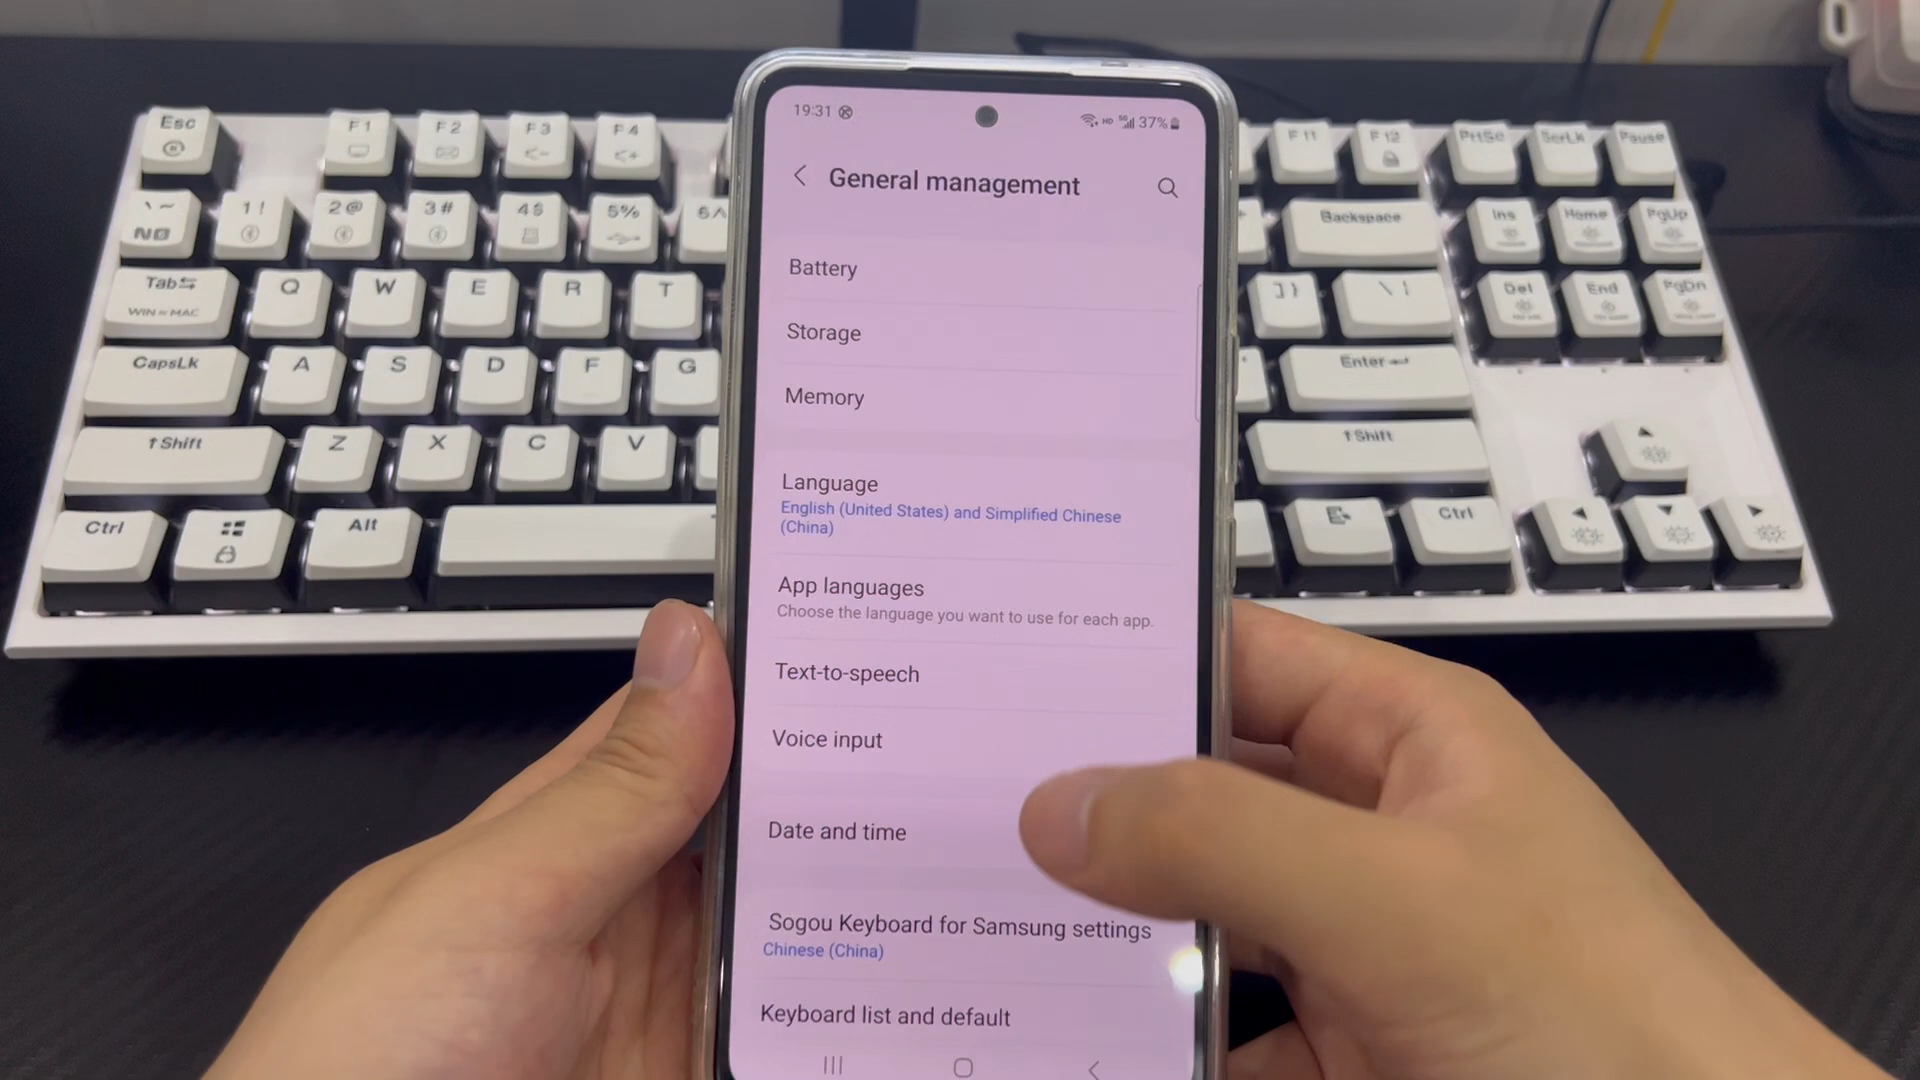 19:31
HD 5G 37%
General management
Battery
Storage
Memory
Language
English (United States) and Simplified Chinese
(China)
App languages
Choose the language you want to use for each app.
Text-to-speech
Voice input
Date and time
Sogou Keyboard for Samsung settings
Chinese (China)
Keyboard list and default
Esc F1 F2 F3 F4 F11 F12 PrtSc ScrLk Pause
` ~ 1 ! 2 @ 3 # 4 $ 5 % 6 ^ Backspace Ins Home PgUp
Tab Q W E R T ] } \ | Del End PgDn
WIN MAC
CapsLk A S D F G Enter
Shift Z X C V Shift
Ctrl Alt Ctrl